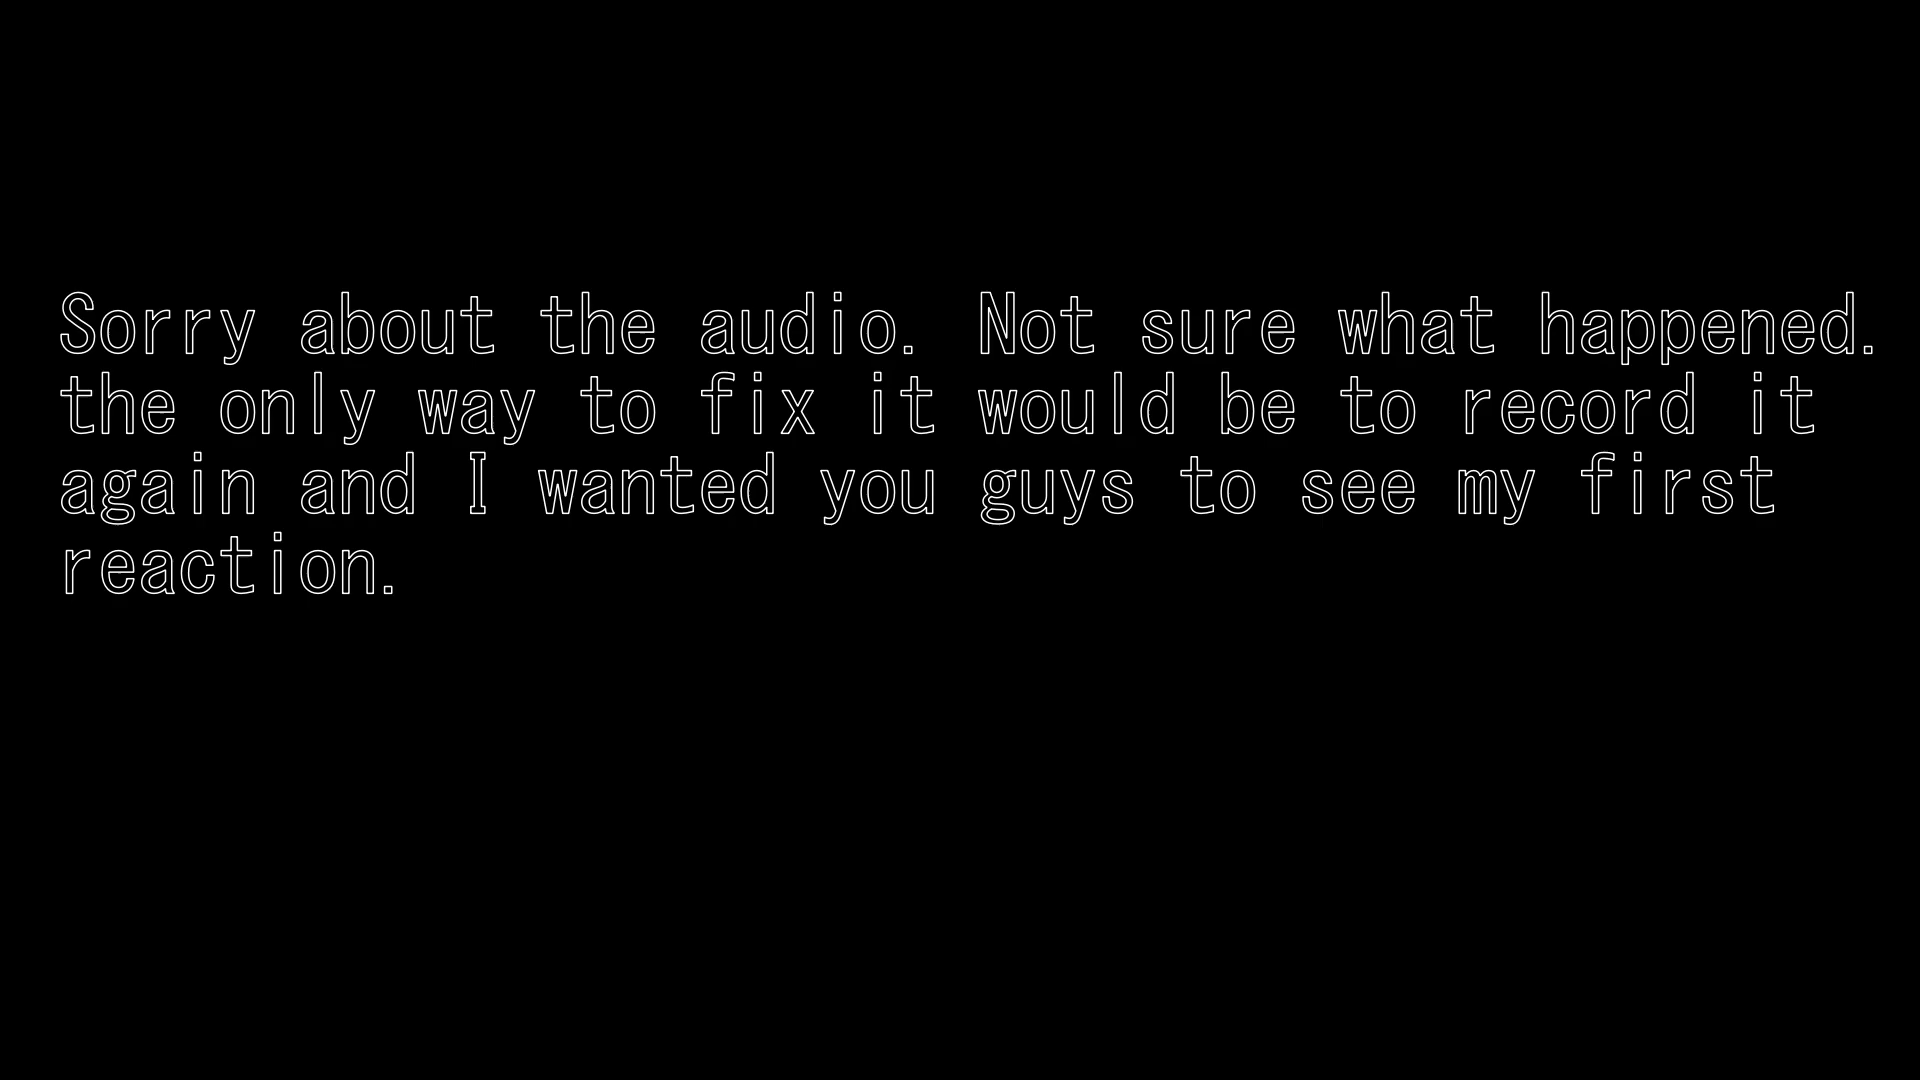 Sorry about the audio. Not sure what happened.
the only way to fix it would be to record it
again and I wanted you guys to see my first
reaction.